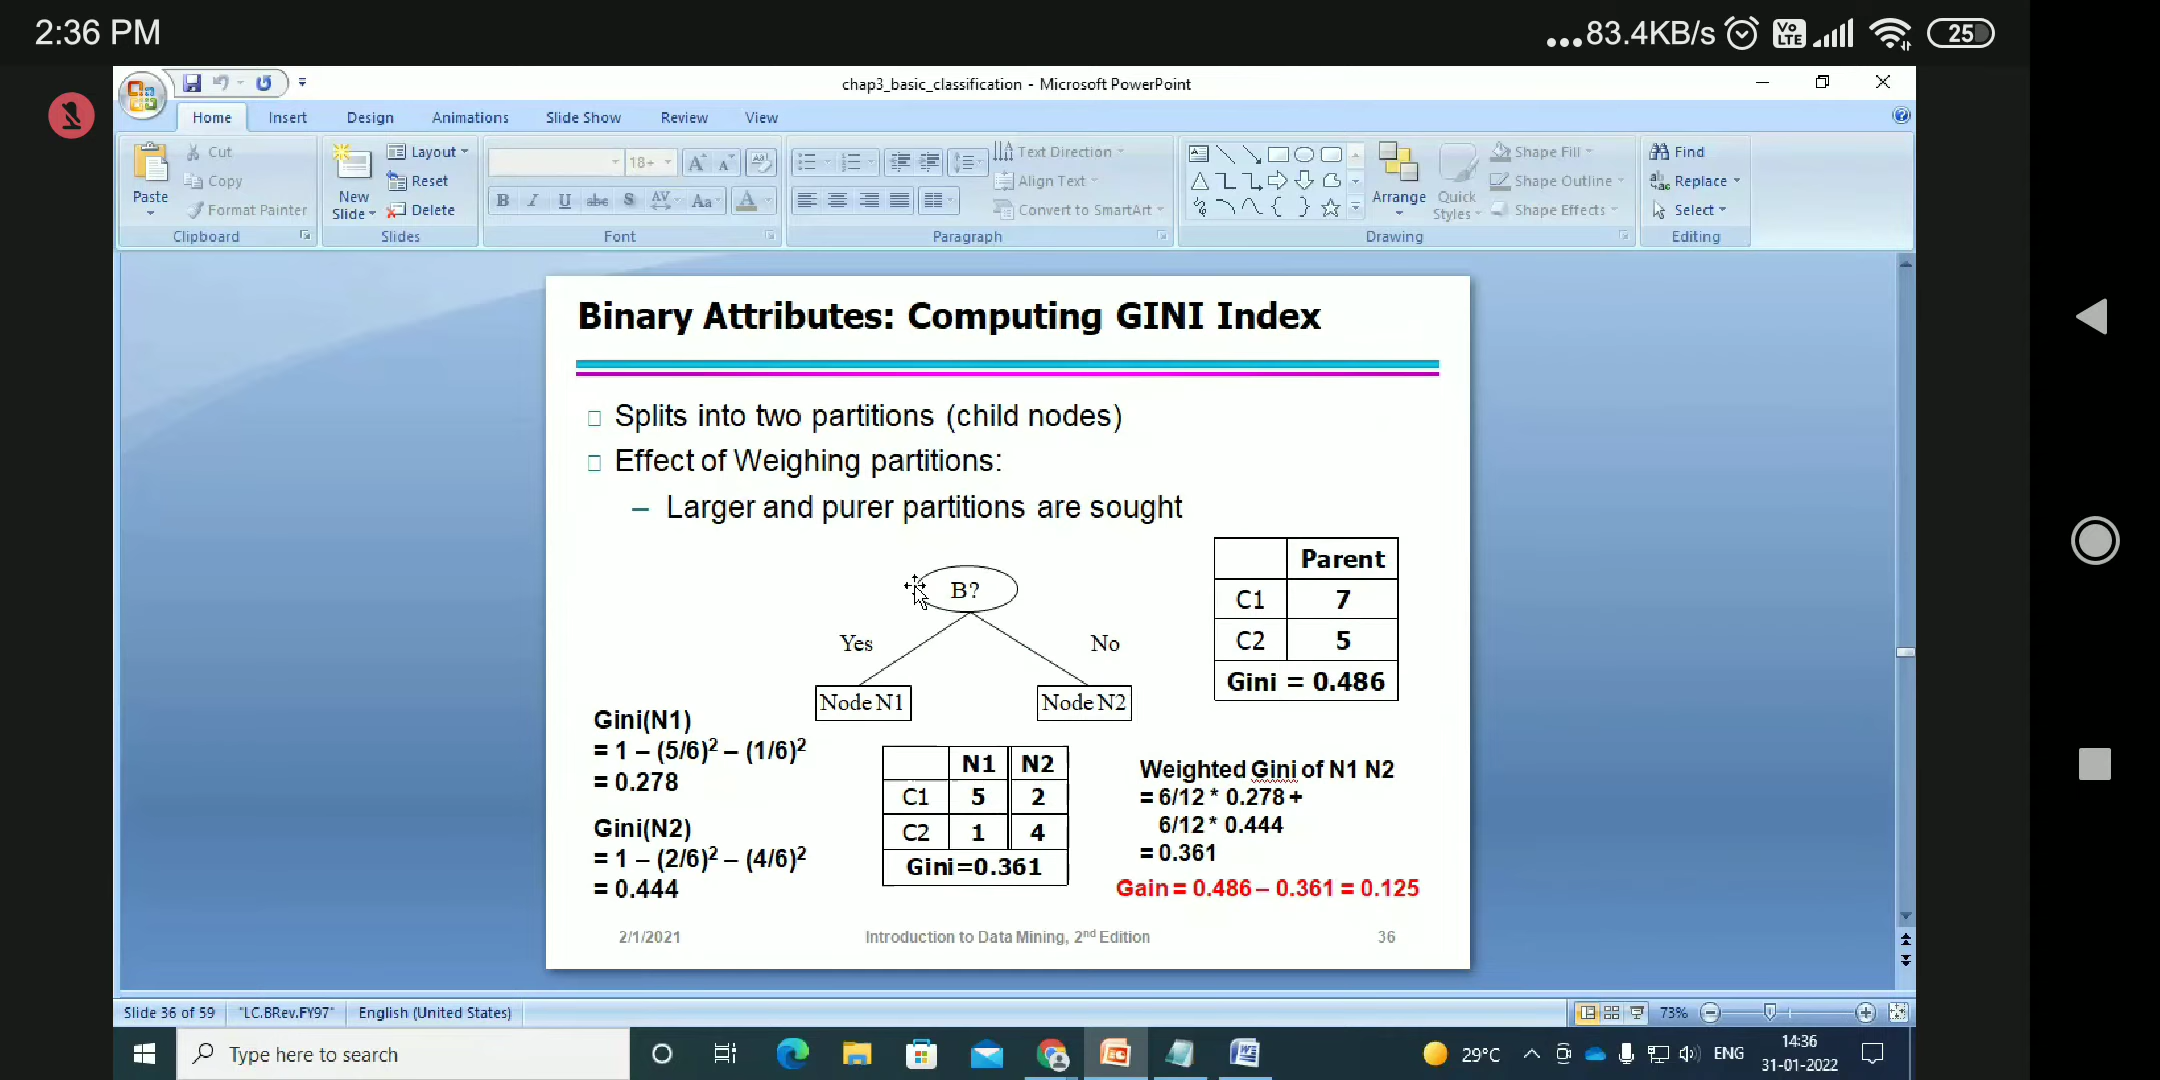 2:36 PM
...83.4KB/s Vo LTE 25
chap3_basic_classification - Microsoft PowerPoint
Home Insert Design Animations Slide Show Review View
Paste Cut Copy Format Painter Clipboard
New Slide Layout Reset Delete Slides
18+ B I U abc S AV Aa A Font
Text Direction Align Text Convert to SmartArt Paragraph
Arrange Quick Styles Shape Fill Shape Outline Shape Effects Drawing
Find Replace Select Editing
Binary Attributes: Computing GINI Index
Splits into two partitions (child nodes)
Effect of Weighing partitions:
– Larger and purer partitions are sought
B?
Yes No
Node N1 Node N2
Parent
C1 7
C2 5
Gini = 0.486
Gini(N1)
= 1 – (5/6)² – (1/6)²
= 0.278
Gini(N2)
= 1 – (2/6)² – (4/6)²
= 0.444
N1 N2
C1 5 2
C2 1 4
Gini=0.361
Weighted Gini of N1 N2
= 6/12 * 0.278 +
6/12 * 0.444
= 0.361
Gain = 0.486 – 0.361 = 0.125
2/1/2021 Introduction to Data Mining, 2nd Edition 36
Slide 36 of 59 "LC.BRev.FY97" English (United States) 73%
Type here to search 29°C ENG 14:36
31-01-2022